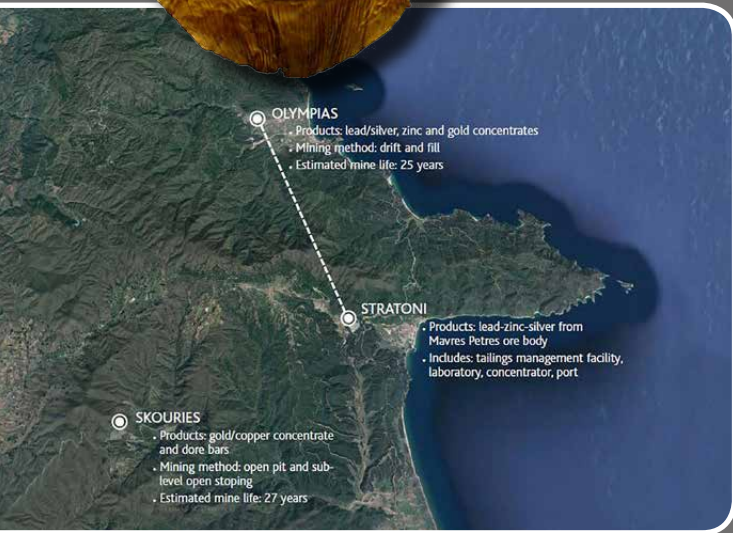 OLYMPIAS
• Products: lead/silver, zinc and gold concentrates
• Mining method: drift and fill
• Estimated mine life: 25 years
STRATONI
• Products: lead-zinc-silver from
Mavres Petres ore body
• Includes: tailings management facility,
laboratory, concentrator, port
SKOURIES
• Products: gold/copper concentrate
and dore bars
• Mining method: open pit and sub-
level open stoping
• Estimated mine life: 27 years